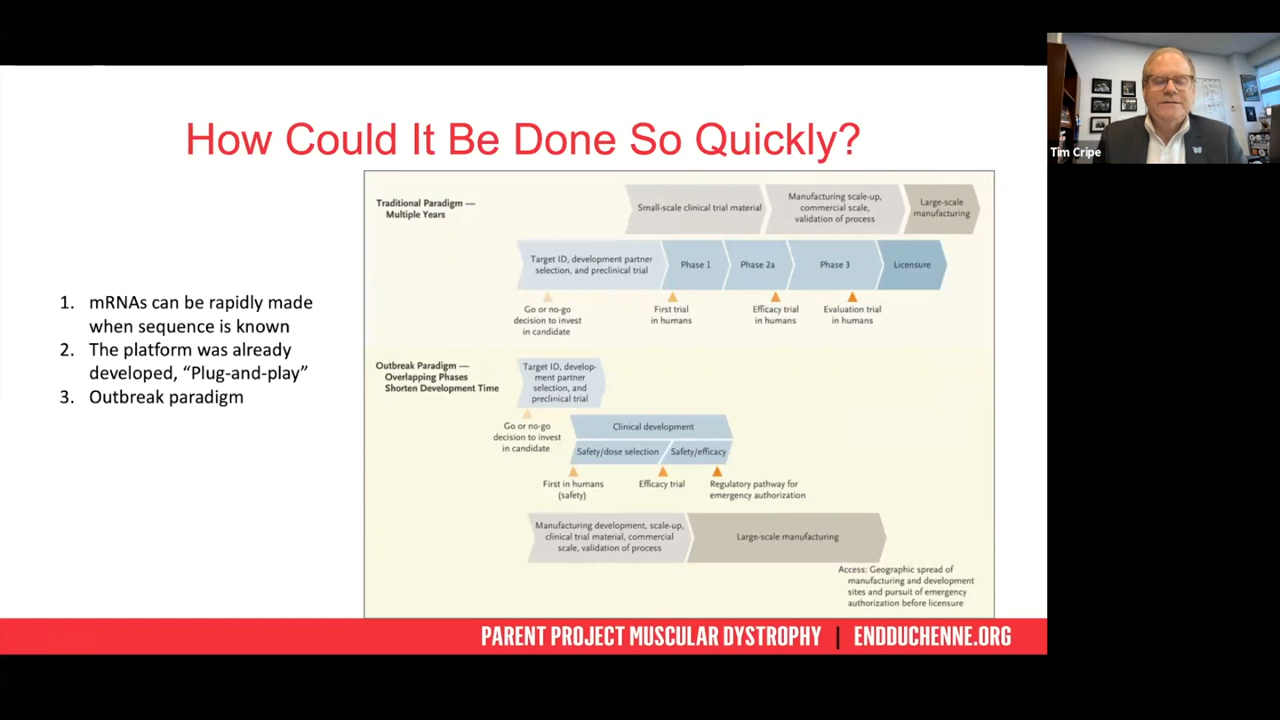 How Could It Be Done So Quickly?
Tim Cripe
1. mRNAs can be rapidly made
when sequence is known
2. The platform was already
developed, “Plug-and-play”
3. Outbreak paradigm
Traditional Paradigm —
Multiple Years
Small-scale clinical trial material
Manufacturing scale-up,
commercial scale,
validation of process
Large-scale
manufacturing
Target ID, development partner
selection, and preclinical trial
Phase 1
Phase 2a
Phase 3
Licensure
Go or no-go
decision to invest
in candidate
First trial
in humans
Efficacy trial
in humans
Evaluation trial
in humans
Outbreak Paradigm —
Overlapping Phases
Shorten Development Time
Target ID, develop-
ment partner
selection, and
preclinical trial
Go or no-go
decision to invest
in candidate
Clinical development
Safety/dose selection
Safety/efficacy
First in humans
(safety)
Efficacy trial
Regulatory pathway for
emergency authorization
Manufacturing development, scale-up,
clinical trial material, commercial
scale, validation of process
Large-scale manufacturing
Access: Geographic spread of
manufacturing and development
sites and pursuit of emergency
authorization before licensure
PARENT PROJECT MUSCULAR DYSTROPHY | ENDDUCHENNE.ORG